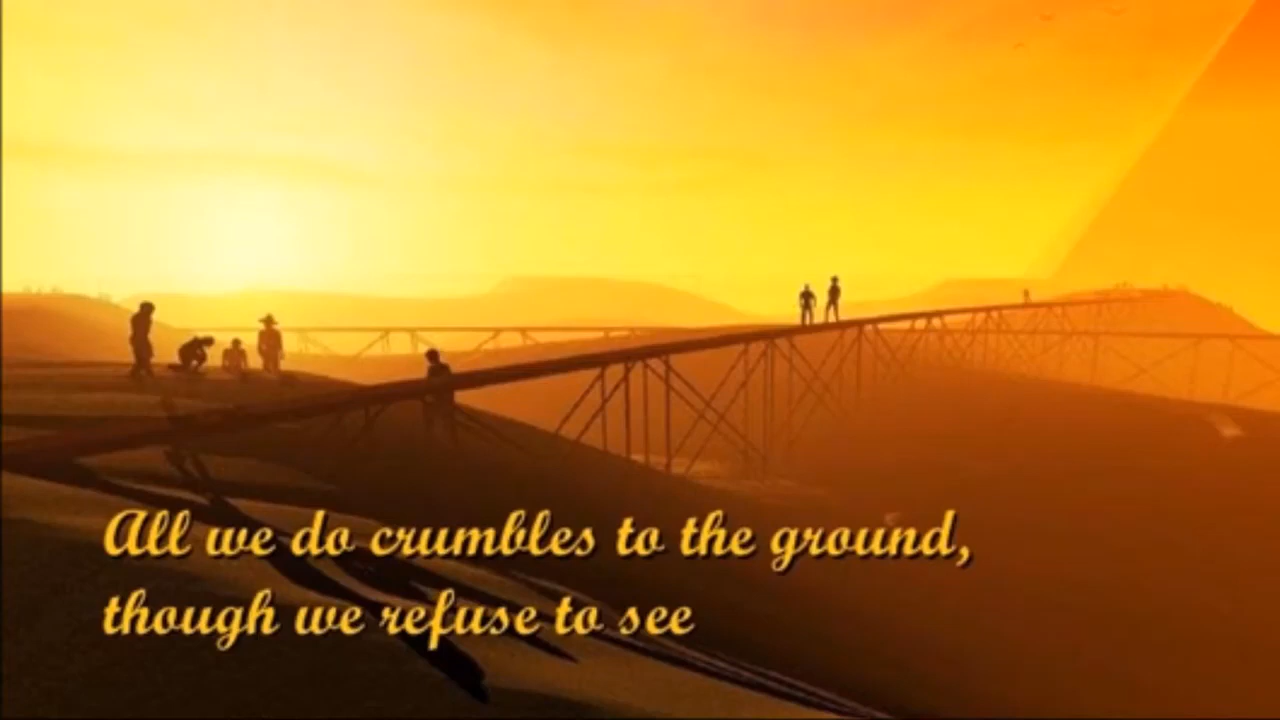 All we do crumbles to the ground,
though we refuse to see